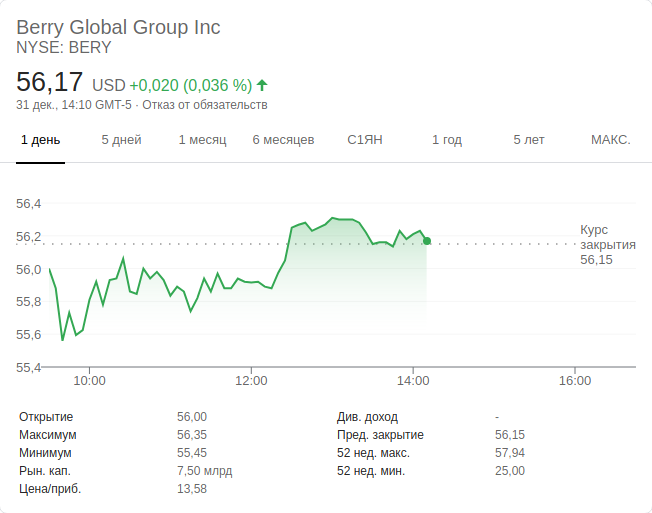 Berry Global Group Inc
NYSE: BERY
56,17 USD +0,020 (0,036 %)
31 дек., 14:10 GMT-5 · Отказ от обязательств
1 день 5 дней 1 месяц 6 месяцев С1ЯН 1 год 5 лет МАКС.
56,4
56,2
56,0
55,8
55,6
55,4
Курс
закрытия
56,15
10:00 12:00 14:00 16:00
Открытие 56,00
Максимум 56,35
Минимум 55,45
Рын. кап. 7,50 млрд
Цена/приб. 13,58
Див. доход -
Пред. закрытие 56,15
52 нед. макс. 57,94
52 нед. мин. 25,00